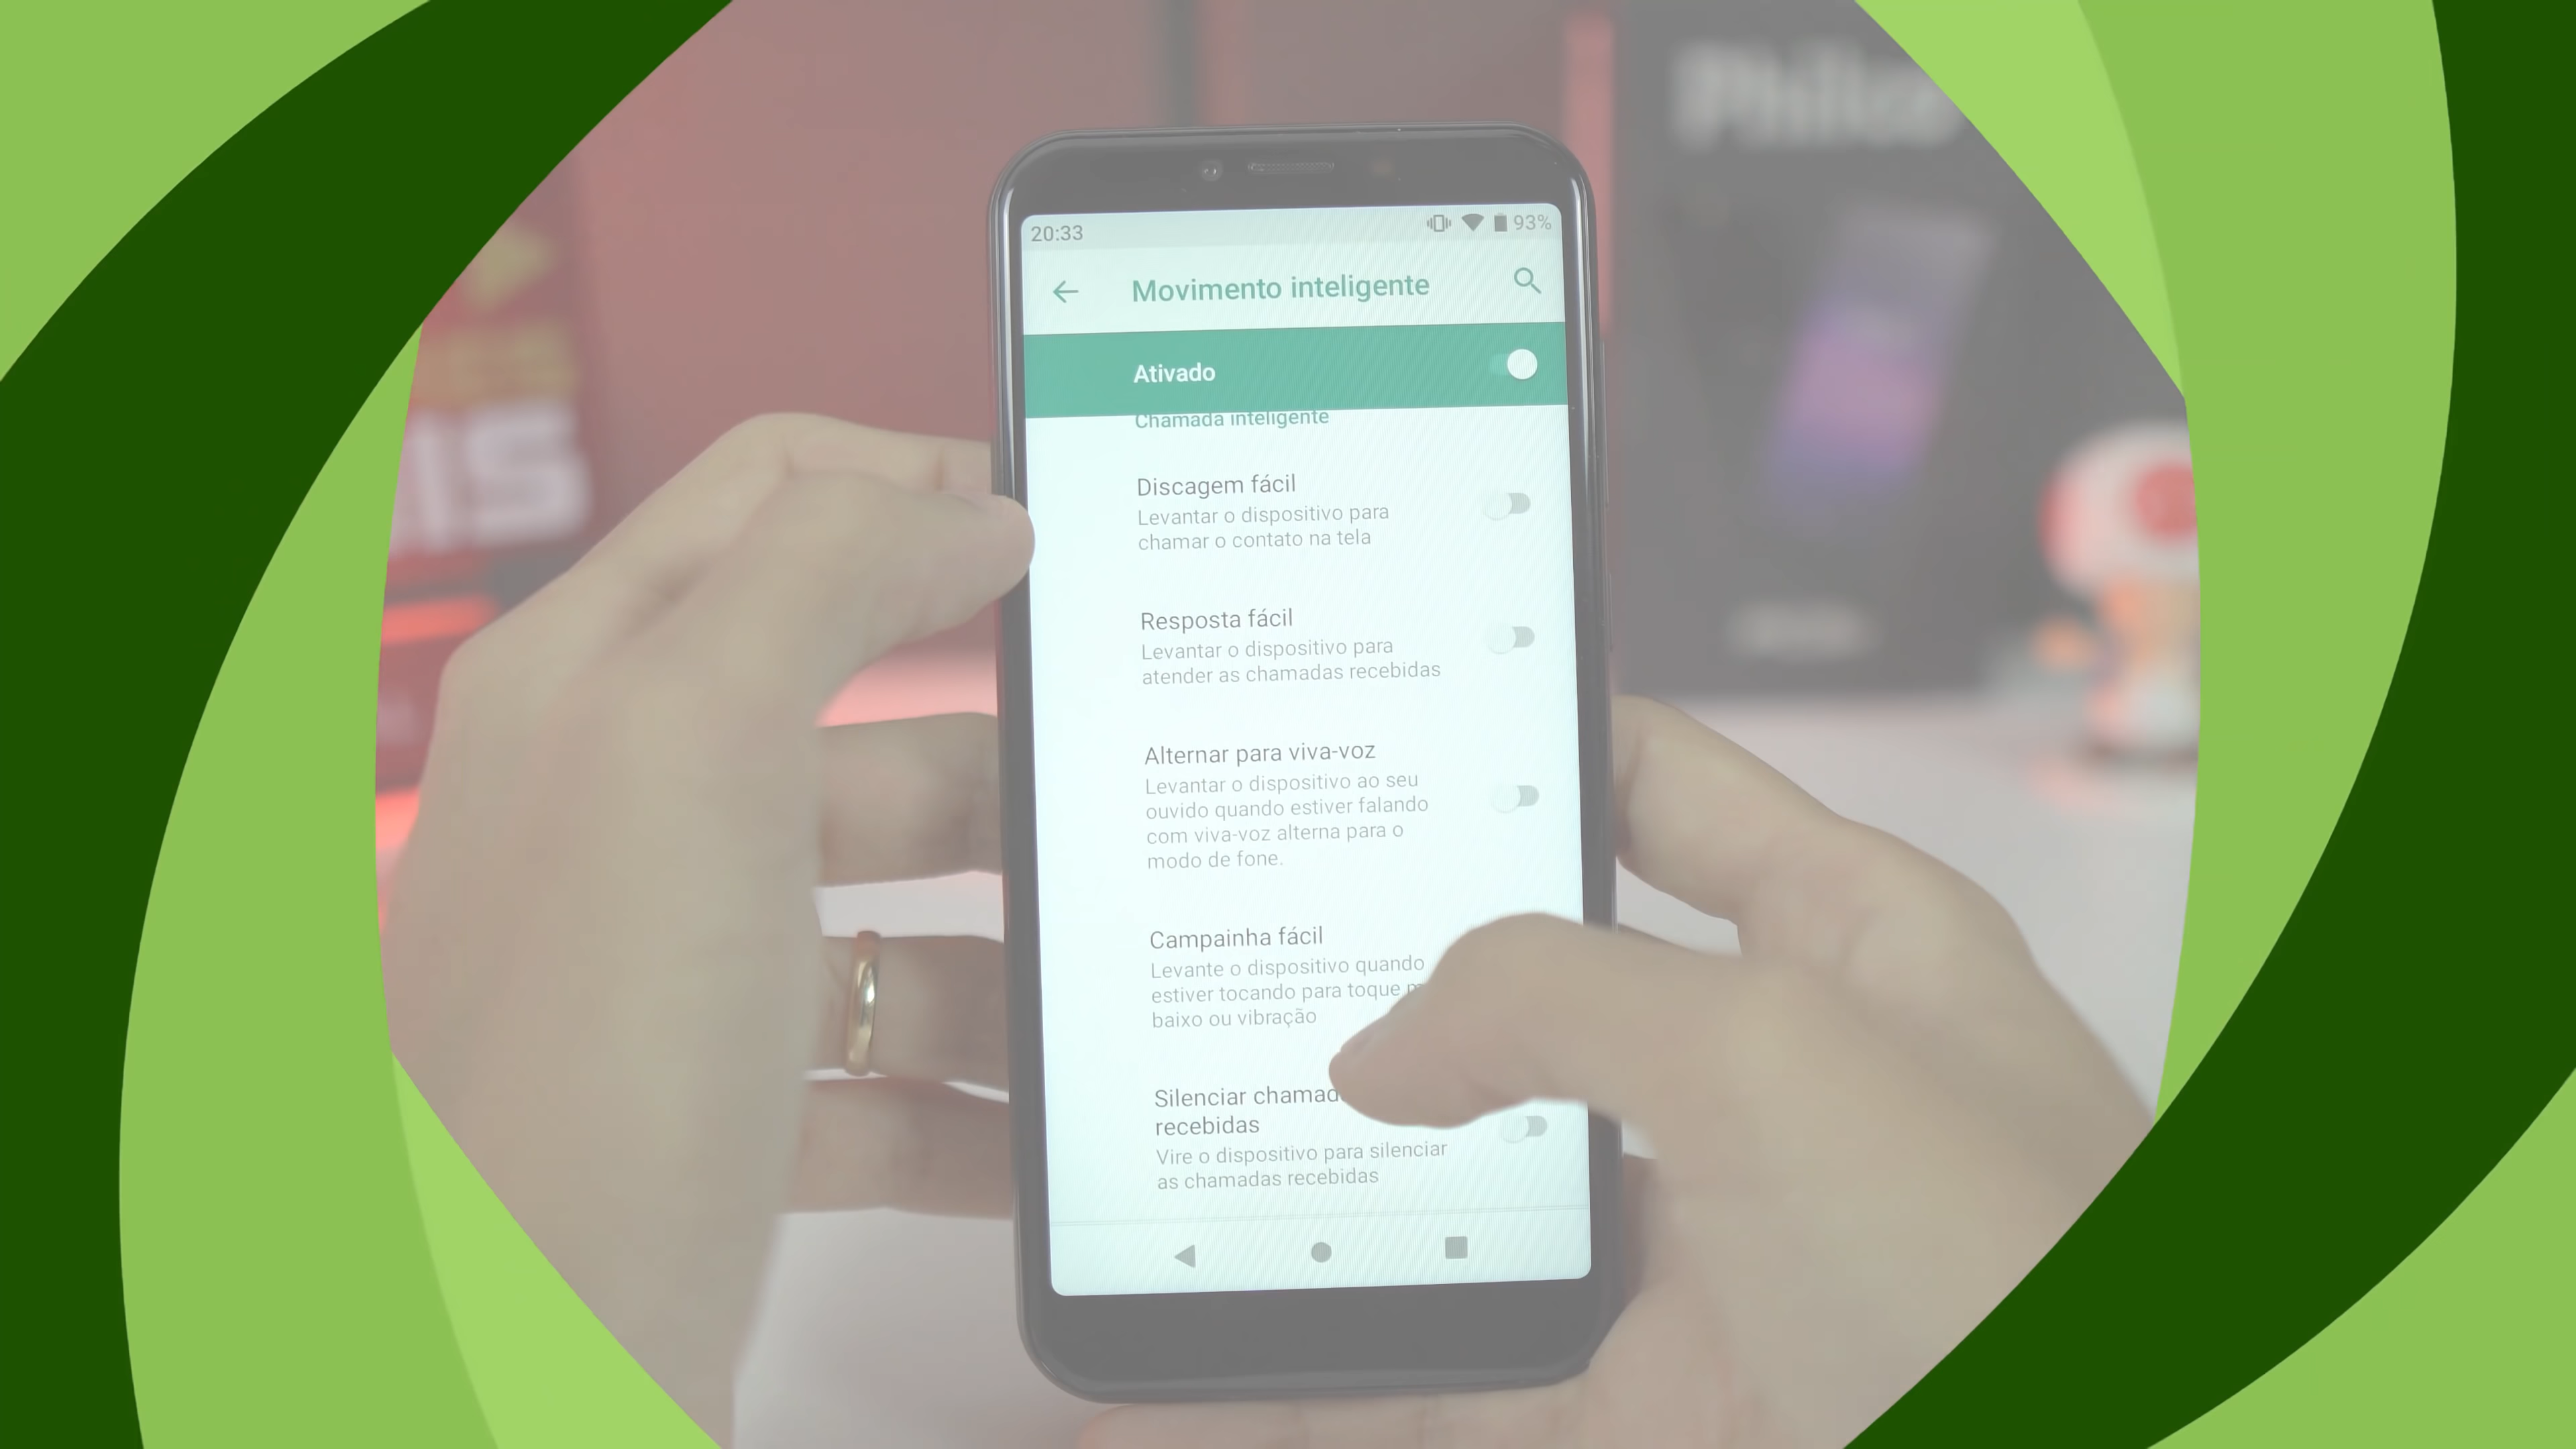 Philco
20:33
93%
Movimento inteligente
Ativado
Chamada inteligente
Discagem fácil
Levantar o dispositivo para
chamar o contato na tela
Resposta fácil
Levantar o dispositivo para
atender as chamadas recebidas
Alternar para viva-voz
Levantar o dispositivo ao seu
ouvido quando estiver falando
com viva-voz alterna para o
modo de fone.
Campainha fácil
Levante o dispositivo quando
estiver tocando para toque
baixo ou vibração
Silenciar
recebidas
Vire o dispositivo para silenciar
as chamadas recebidas